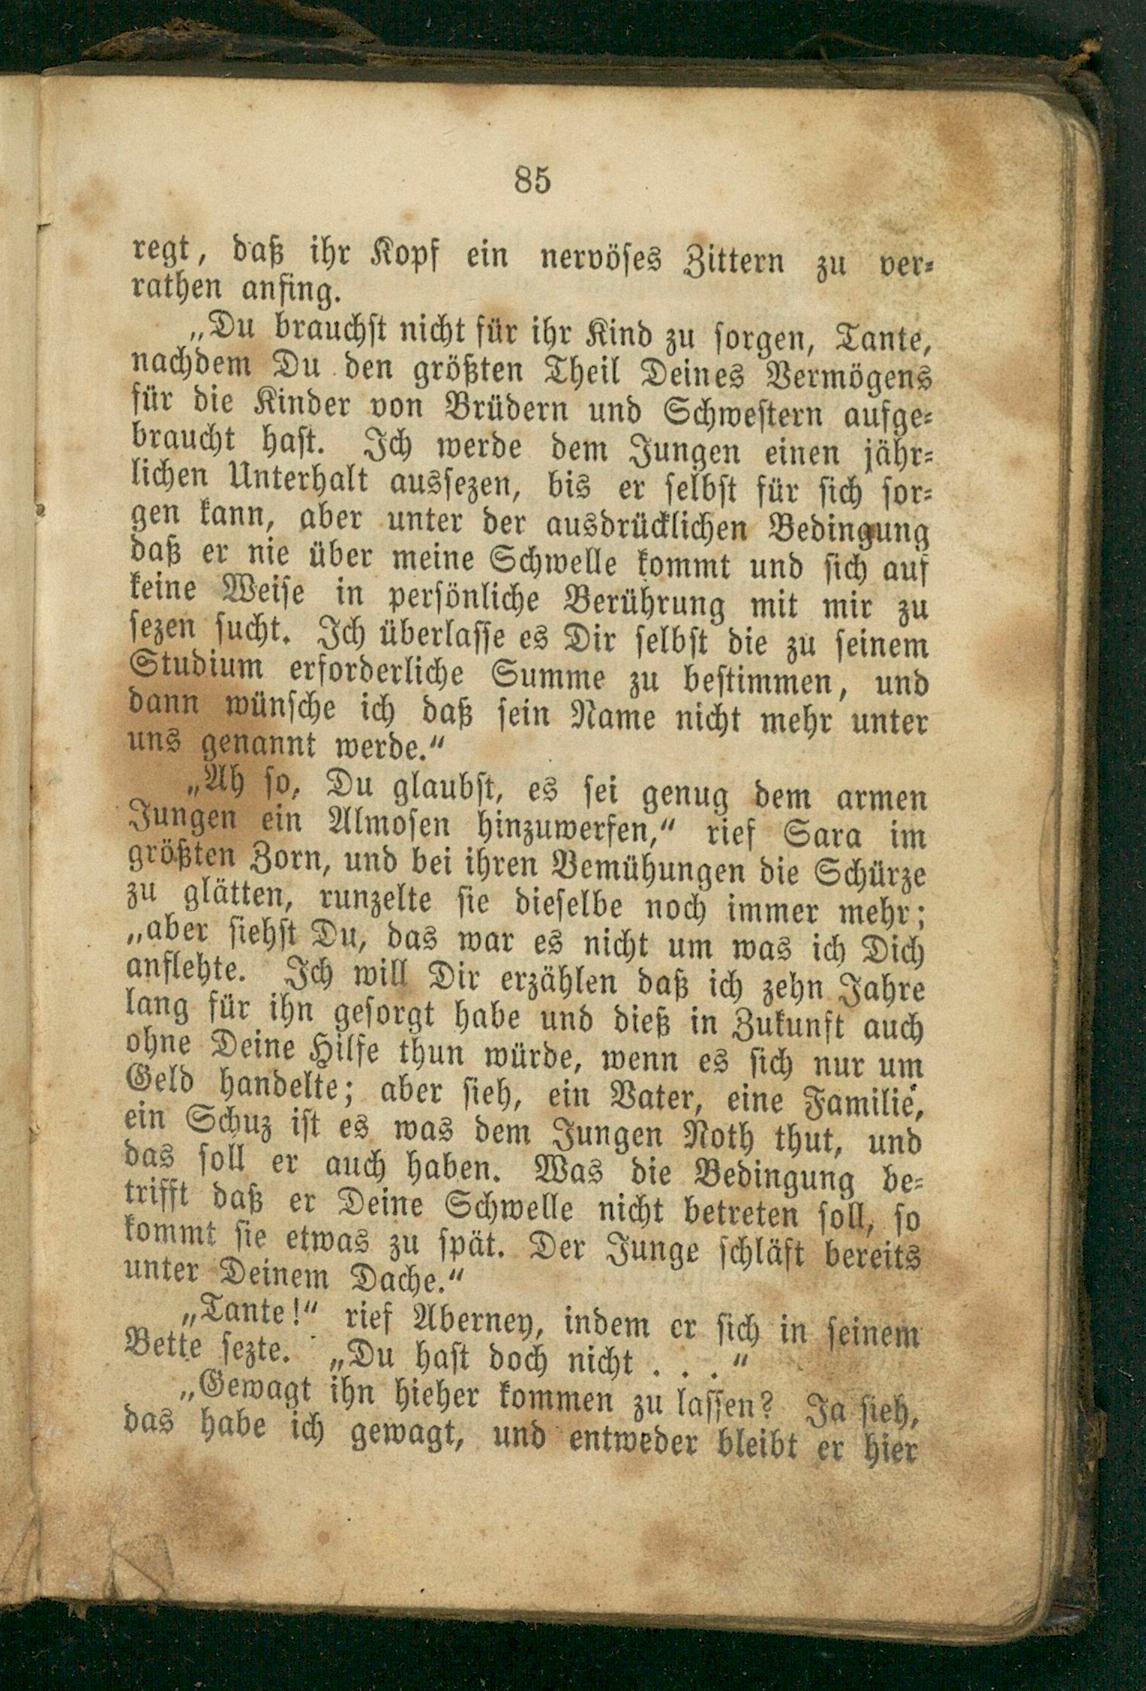 85
regt, daß ihr Kopf ein nervöses Zittern zu ver-
rathen anfing.
„Du brauchst nicht für ihr Kind zu sorgen, Tante,
nachdem Du den größten Theil Deines Vermögens
für die Kinder von Brüdern und Schwestern aufge-
braucht hast. Ich werde dem Jungen einen jähr-
lichen Unterhalt aussezen, bis er selbst für sich sor-
gen kann, aber unter der ausdrücklichen Bedingung
daß er nie über meine Schwelle kommt und sich auf
keine Weise in persönliche Berührung mit mir zu
sezen sucht. Ich überlasse es Dir selbst die zu seinem
Studium erforderliche Summe zu bestimmen, und
dann wünsche ich daß sein Name nicht mehr unter
uns genannt werde.“
„Ah so, Du glaubst, es sei genug dem armen
Jungen ein Almosen hinzuwerfen,“ rief Sara im
größten Zorn, und bei ihren Bemühungen die Schürze
zu glätten, runzelte sie dieselbe noch immer mehr;
„aber siehst Du, das war es nicht um was ich Dich
anflehte. Ich will Dir erzählen daß ich zehn Jahre
lang für ihn gesorgt habe und dieß in Zukunft auch
ohne Deine Hilfe thun würde, wenn es sich nur um
Geld handelte; aber sieh, ein Vater, eine Familie,
ein Schuz ist es was dem Jungen Noth thut, und
das soll er auch haben. Was die Bedingung be-
trifft daß er Deine Schwelle nicht betreten soll, so
kommt sie etwas zu spät. Der Junge schläft bereits
unter Deinem Dache.“
„Tante!“ rief Aberney, indem er sich in seinem
Bette sezte. „Du hast doch nicht . . .“
„Gewagt ihn hieher kommen zu lassen? Ja sieh,
das habe ich gewagt, und entweder bleibt er hier